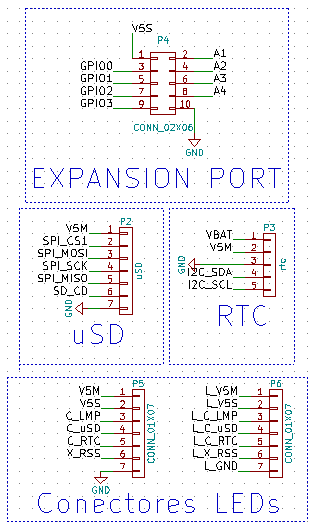 V5S
P4
1 2 A1
GPIO0 3 4 A2
GPIO1 5 6 A3
GPIO2 7 8 A4
GPIO3 9 10
CONN_02X06
GND
EXPANSION PORT
P2
V5M 1
SPI_CS1 2
SPI_MOSI 3
SPI_SCK 4
SPI_MISO 5
SD_CD 6
GND 7
uSD
uSD
P3
VBAT 1
V5M 2
GND 3
I2C_SDA 4
I2C_SCL 5
rtc
RTC
P5
V5M 1
V5S 2
C_LMP 3
C_uSD 4
C_RTC 5
X_RSS 6
7
GND
CONN_01X07
P6
L_V5M 1
L_V5S 2
L_C_LMP 3
L_C_uSD 4
L_C_RTC 5
L_X_RSS 6
L_GND 7
CONN_01X07
Conectores LEDs